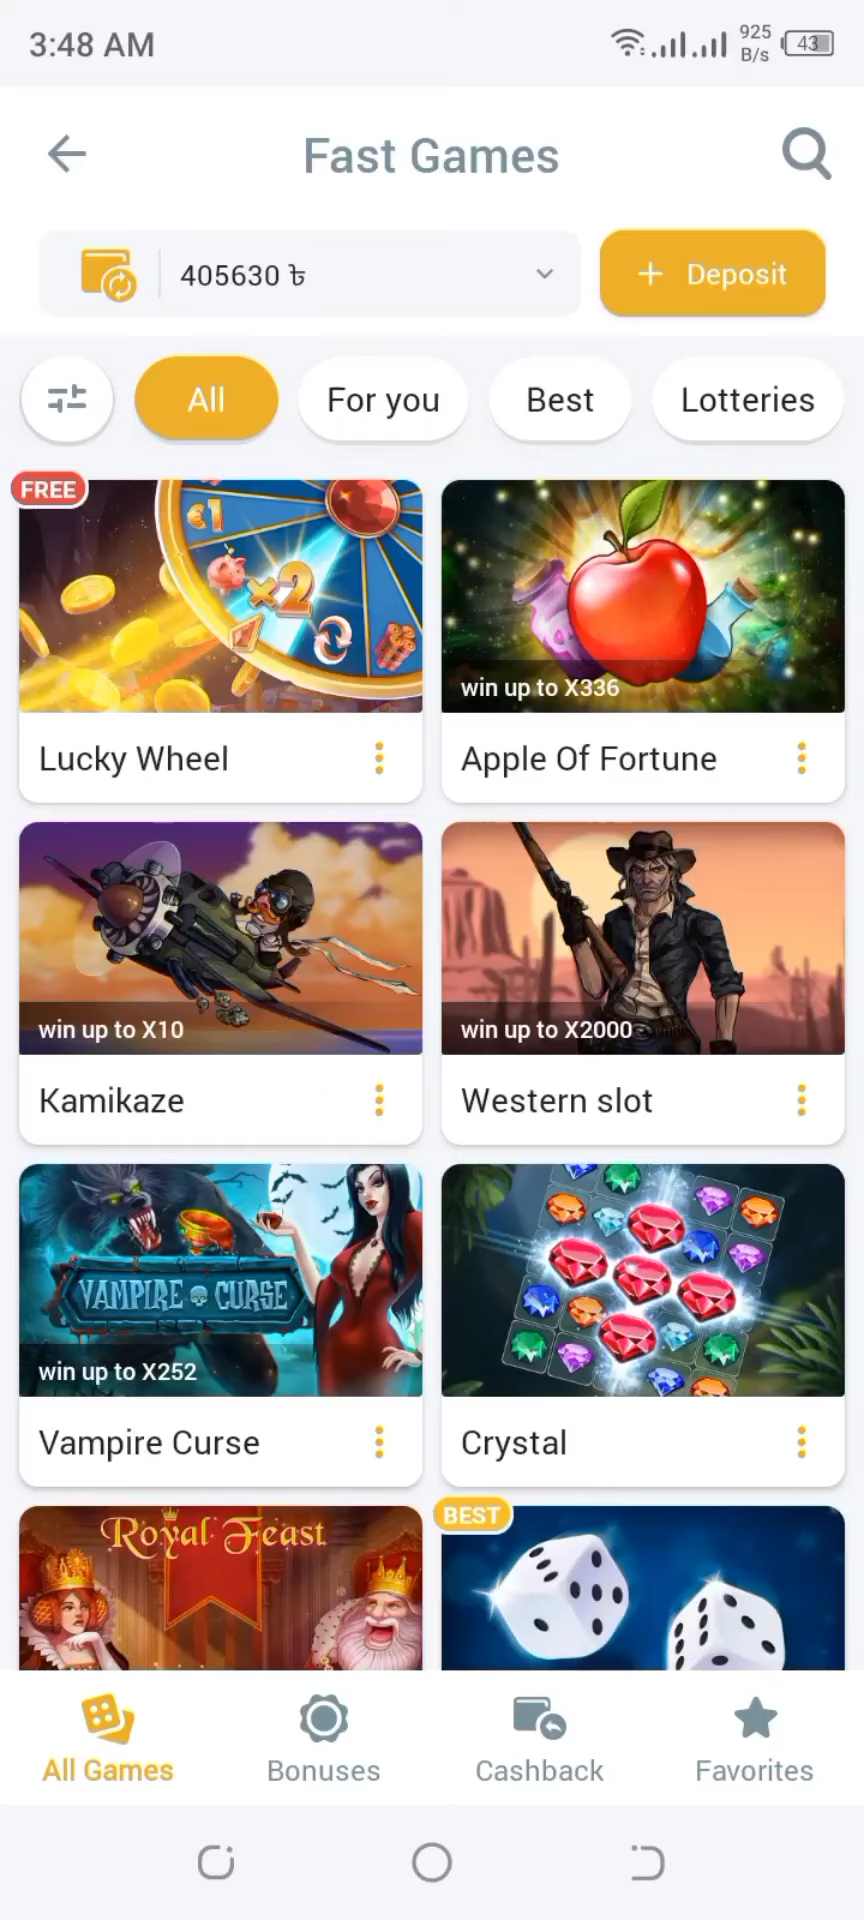 3:48 AM
925
B/s
43
Fast Games
405630 ৳
+ Deposit
All
For you
Best
Lotteries
FREE
€1
x2
win up to X336
Lucky Wheel
Apple Of Fortune
win up to X10
win up to X2000
Kamikaze
Western slot
VAMPIRE CURSE
win up to X252
Vampire Curse
Crystal
Royal Feast
BEST
All Games
Bonuses
Cashback
Favorites